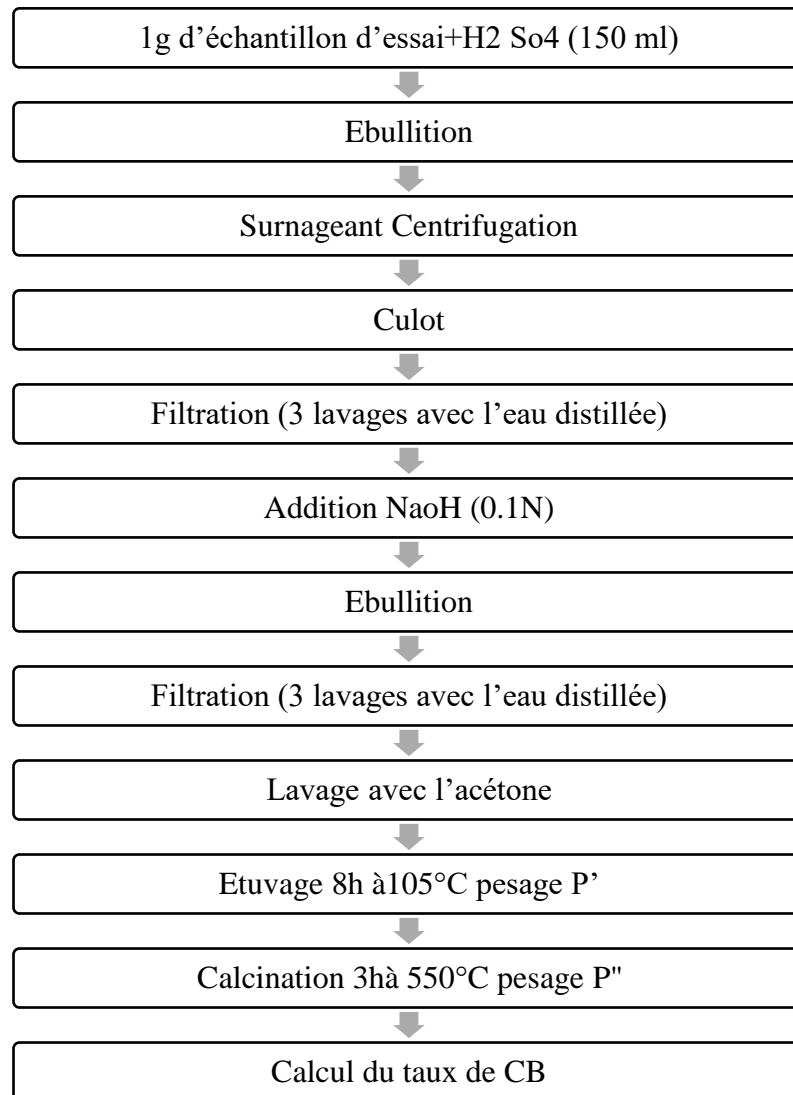 1g d’échantillon d’essai+H2 So4 (150 ml)
Ebullition
Surnageant Centrifugation
Culot
Filtration (3 lavages avec l’eau distillée)
Addition NaoH (0.1N)
Ebullition
Filtration (3 lavages avec l’eau distillée)
Lavage avec l’acétone
Etuvage 8h à105°C pesage P’
Calcination 3hà 550°C pesage P"
Calcul du taux de CB